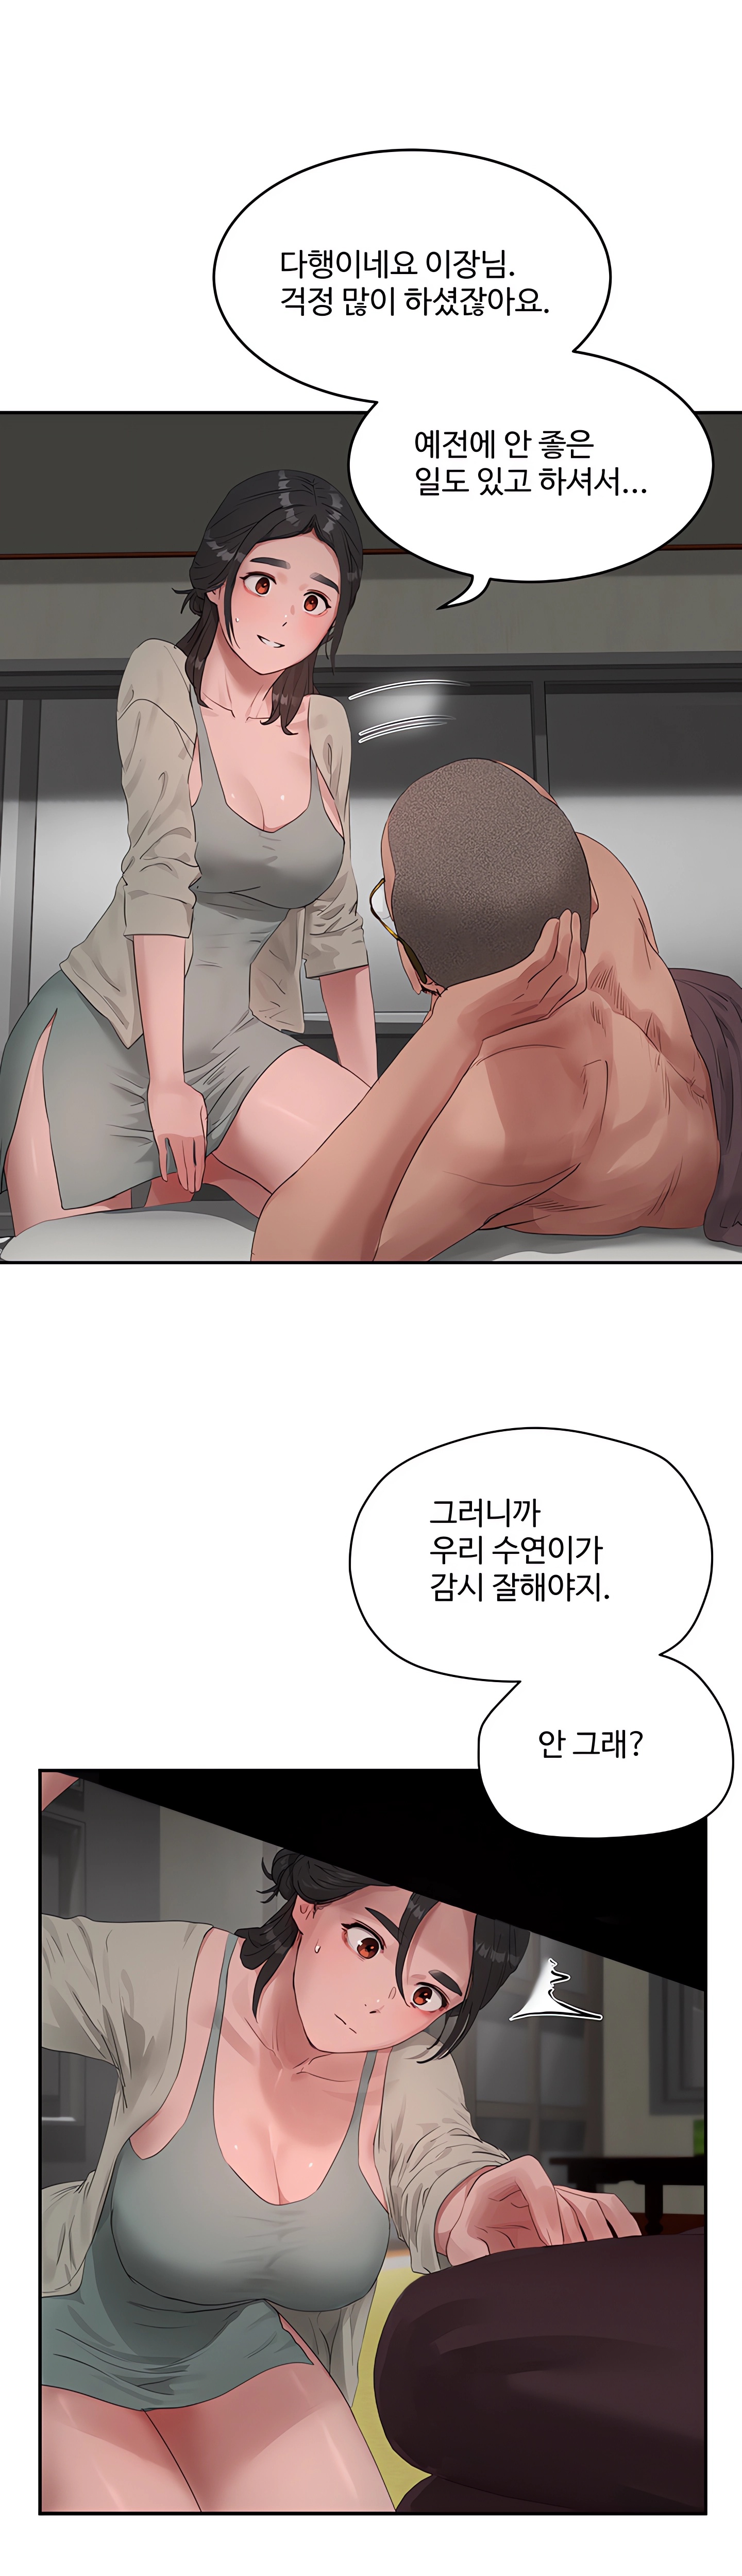 다행이네요 이장님.
걱정 많이 하셨잖아요.
예전에 안 좋은
일도 있고 하셔서...
그러니까
우리 수연이가
감시 잘해야지.
안 그래?